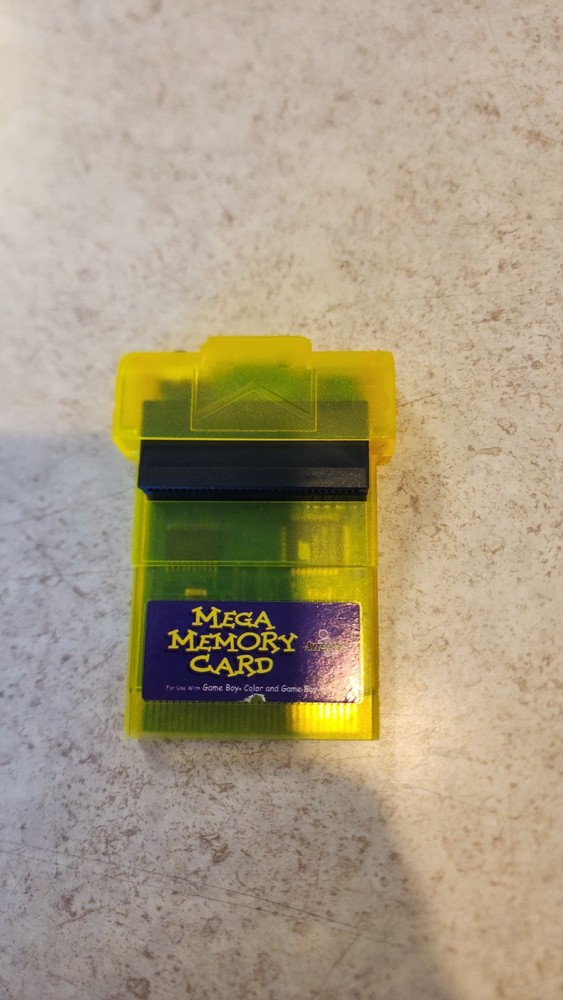 MEGA
MEMORY
CARD
For Use With Game Boy® Color and Game Boy